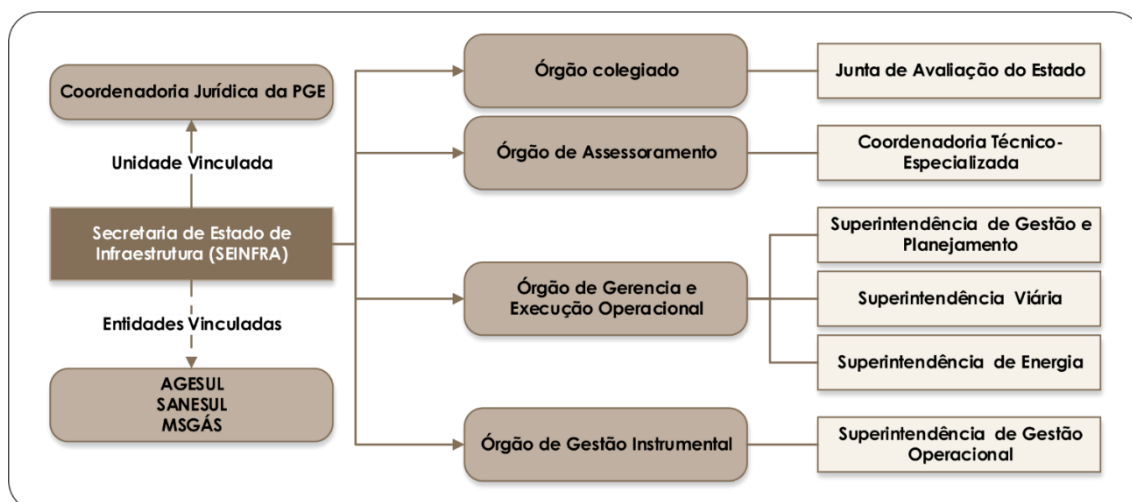 Coordenadoria Jurídica da PGE
Unidade Vinculada
Secretaria de Estado de
Infraestrutura (SEINFRA)
Entidades Vinculadas
AGESUL
SANESUL
MSGÁS
Órgão colegiado
Junta de Avaliação do Estado
Órgão de Assessoramento
Coordenadoria Técnico-
Especializada
Órgão de Gerencia e
Execução Operacional
Superintendência de Gestão e
Planejamento
Superintendência Viária
Superintendência de Energia
Órgão de Gestão Instrumental
Superintendência de Gestão
Operacional